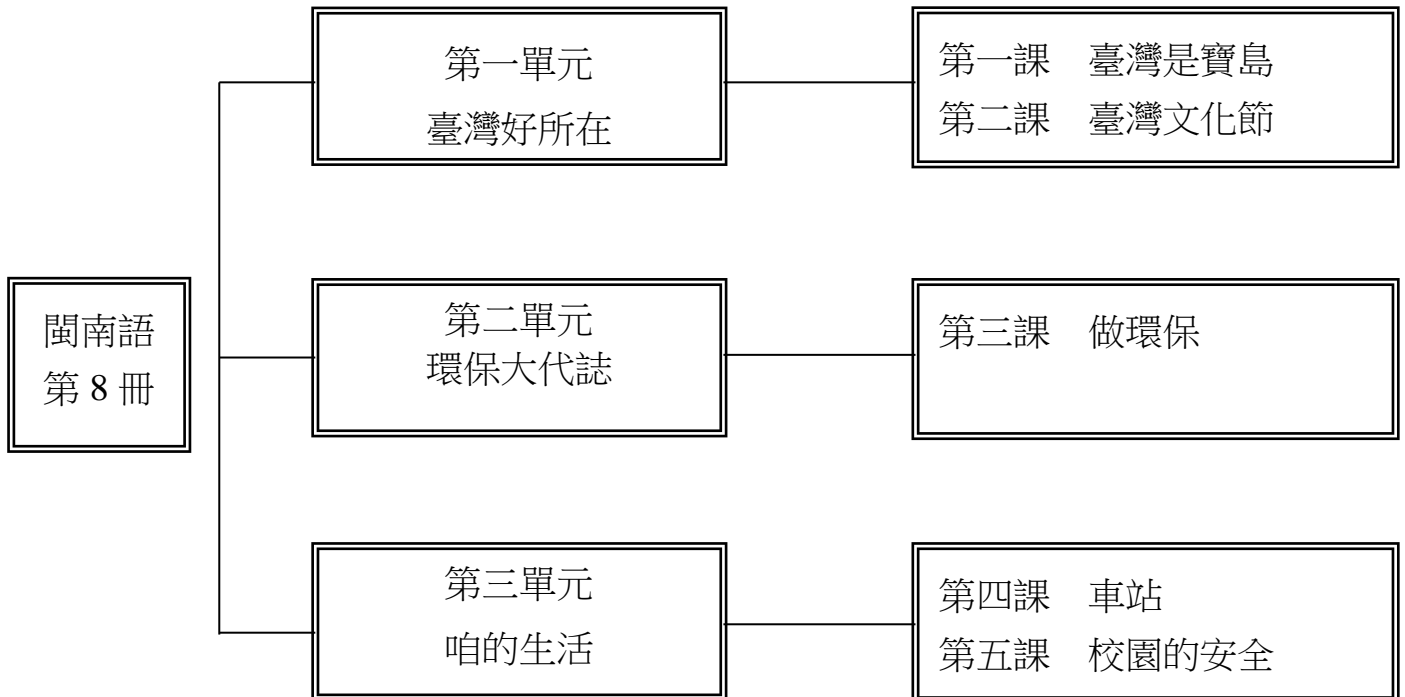 閩南語
第 8 冊
第一單元
臺灣好所在
第一課 臺灣是寶島
第二課 臺灣文化節
第二單元
環保大代誌
第三課 做環保
第三單元
咱的生活
第四課 車站
第五課 校園的安全